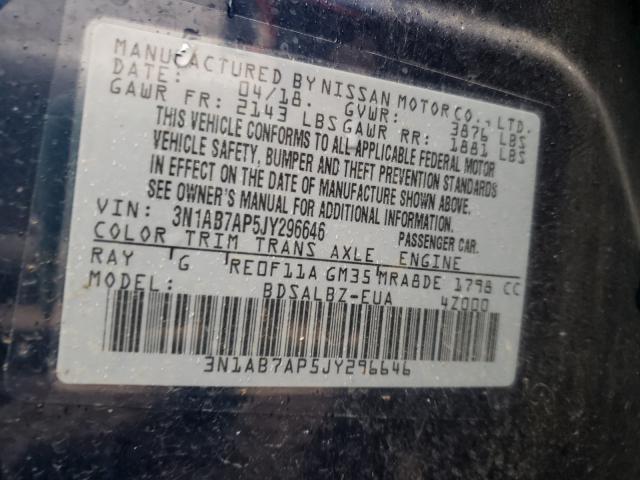 MANUFACTURED BY NISSAN MOTOR CO., LTD.
DATE: 04/18. GVWR: 3876 LBS
GAWR FR: 2143 LBS GAWR RR: 1881 LBS
THIS VEHICLE CONFORMS TO ALL APPLICABLE FEDERAL MOTOR
VEHICLE SAFETY, BUMPER AND THEFT PREVENTION STANDARDS
IN EFFECT ON THE DATE OF MANUFACTURE SHOWN ABOVE.
SEE OWNER'S MANUAL FOR ADDITIONAL INFORMATION.
VIN: 3N1AB7AP5JY296646 PASSENGER CAR.
COLOR TRIM TRANS AXLE ENGINE
RAY G RE0F11A GM35 MRA8DE 1798 CC
MODEL: BDSALBZ-EUA 4Z000
3N1AB7AP5JY296646